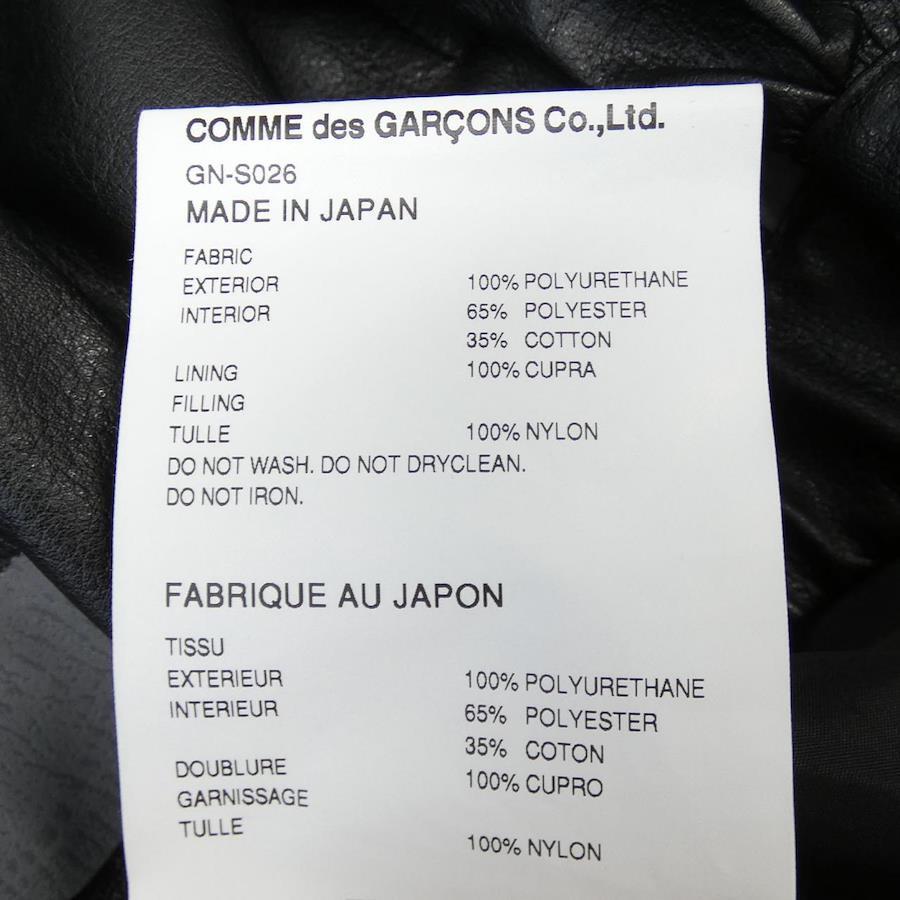 COMME des GARÇONS Co.,Ltd.
GN-S026
MADE IN JAPAN
FABRIC
EXTERIOR 100% POLYURETHANE
INTERIOR 65% POLYESTER
35% COTTON
LINING 100% CUPRA
FILLING
TULLE 100% NYLON
DO NOT WASH. DO NOT DRYCLEAN.
DO NOT IRON.
FABRIQUE AU JAPON
TISSU
EXTERIEUR 100% POLYURETHANE
INTERIEUR 65% POLYESTER
35% COTON
DOUBLURE 100% CUPRO
GARNISSAGE
TULLE 100% NYLON